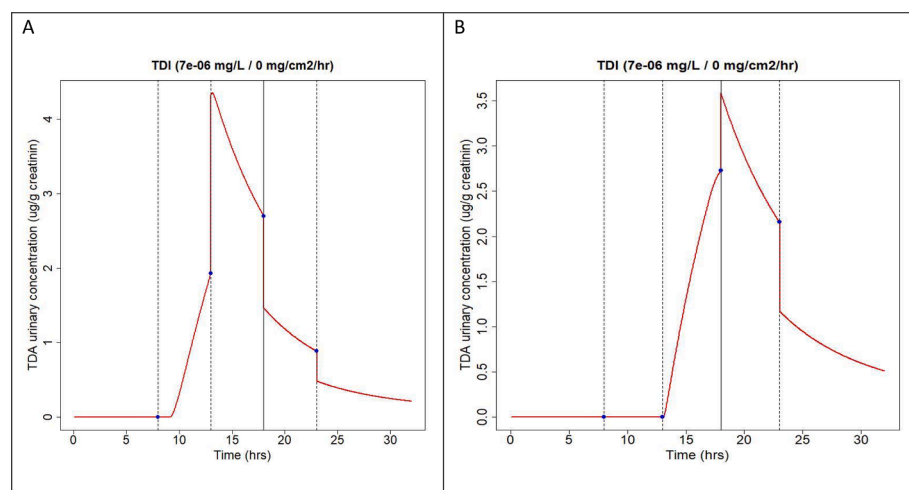 A
TDI (7e-06 mg/L / 0 mg/cm2/hr)
TDA urinary concentration (ug/g creatinin)
4
3
2
1
0
0 5 10 15 20 25 30
Time (hrs)
B
TDI (7e-06 mg/L / 0 mg/cm2/hr)
TDA urinary concentration (ug/g creatinin)
3.5
3.0
2.5
2.0
1.5
1.0
0.5
0.0
0 5 10 15 20 25 30
Time (hrs)